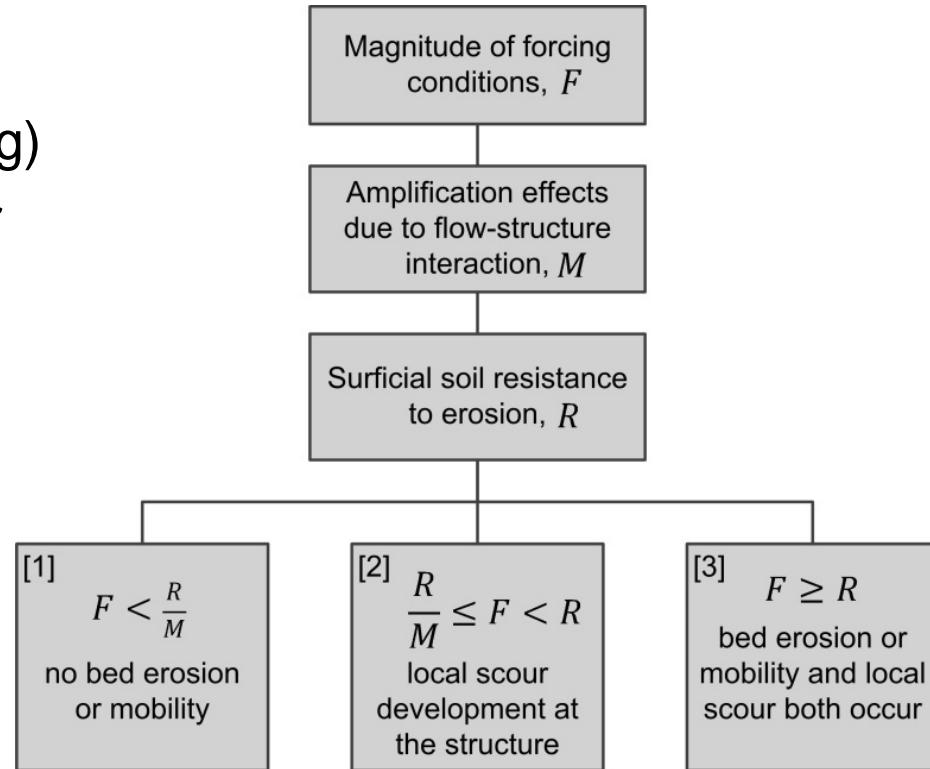 g)
Magnitude of forcing
conditions, F
Amplification effects
due to flow-structure
interaction, M
Surficial soil resistance
to erosion, R
[1]
F < R/M
no bed erosion
or mobility
[2]
R/M ≤ F < R
local scour
development at
the structure
[3]
F ≥ R
bed erosion or
mobility and local
scour both occur